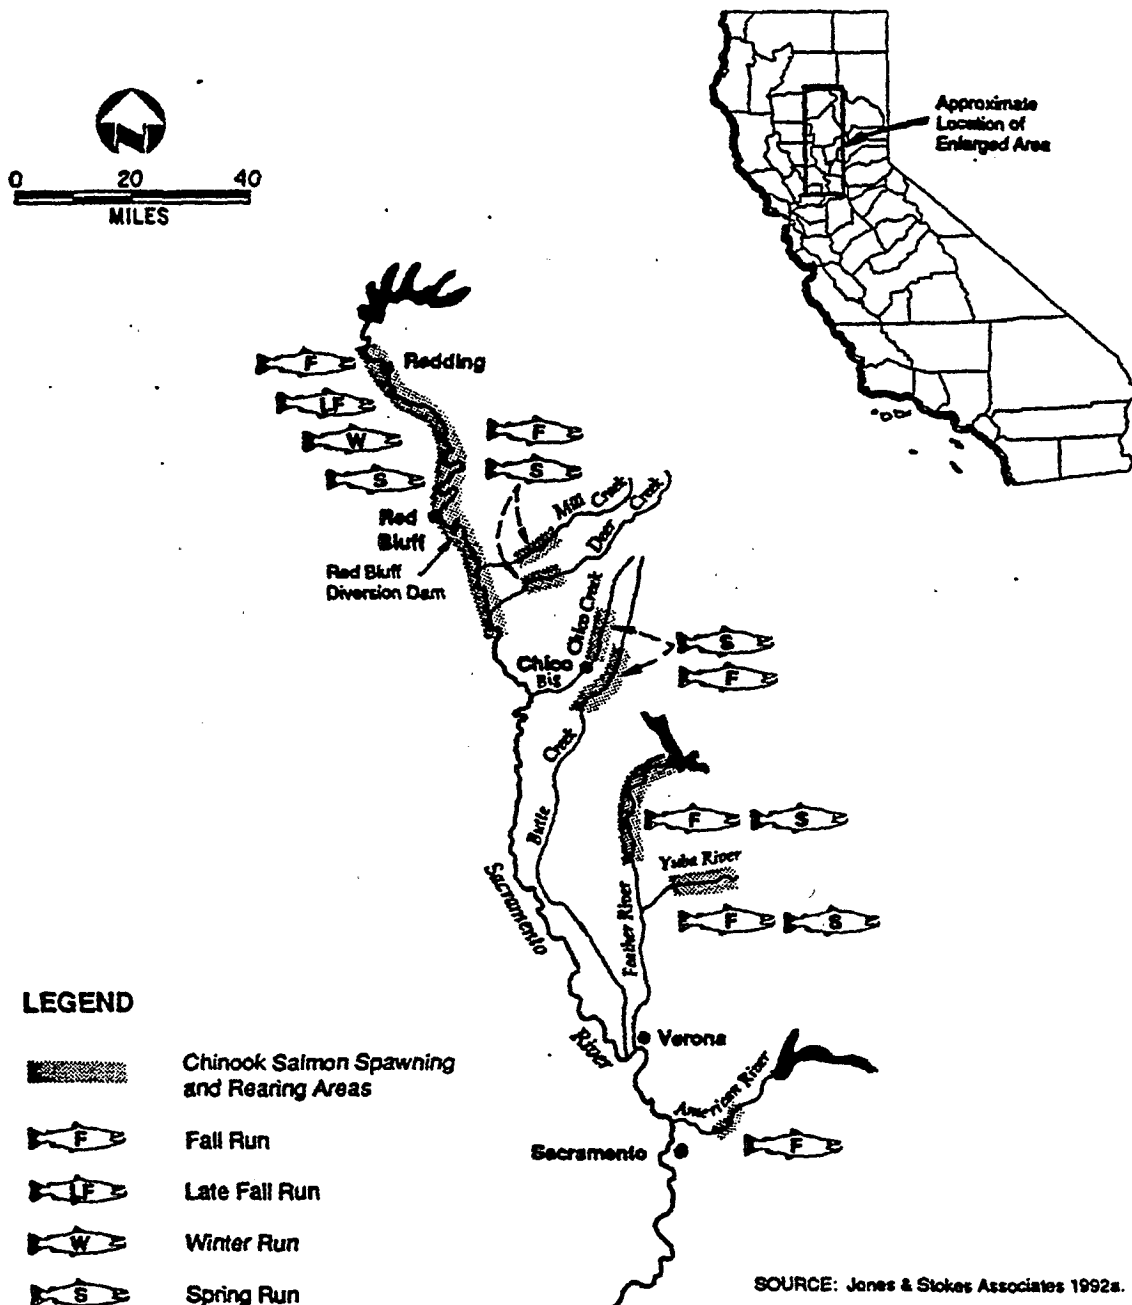 N
0 20 40
MILES
Approximate
Location of
Enlarged Area
F
Redding
LF
W
F
S
S
Mill Creek
Deer Creek
Red
Bluff
Red Bluff
Diversion Dam
Chico Creek
S
Chico
Big
F
Butte Creek
F
S
Yuba River
Sacramento
River
Feather River
F
S
Verona
American River
Sacramento
F
LEGEND
Chinook Salmon Spawning
and Rearing Areas
F Fall Run
LF Late Fall Run
W Winter Run
S Spring Run
SOURCE: Jones & Stokes Associates 1992a.